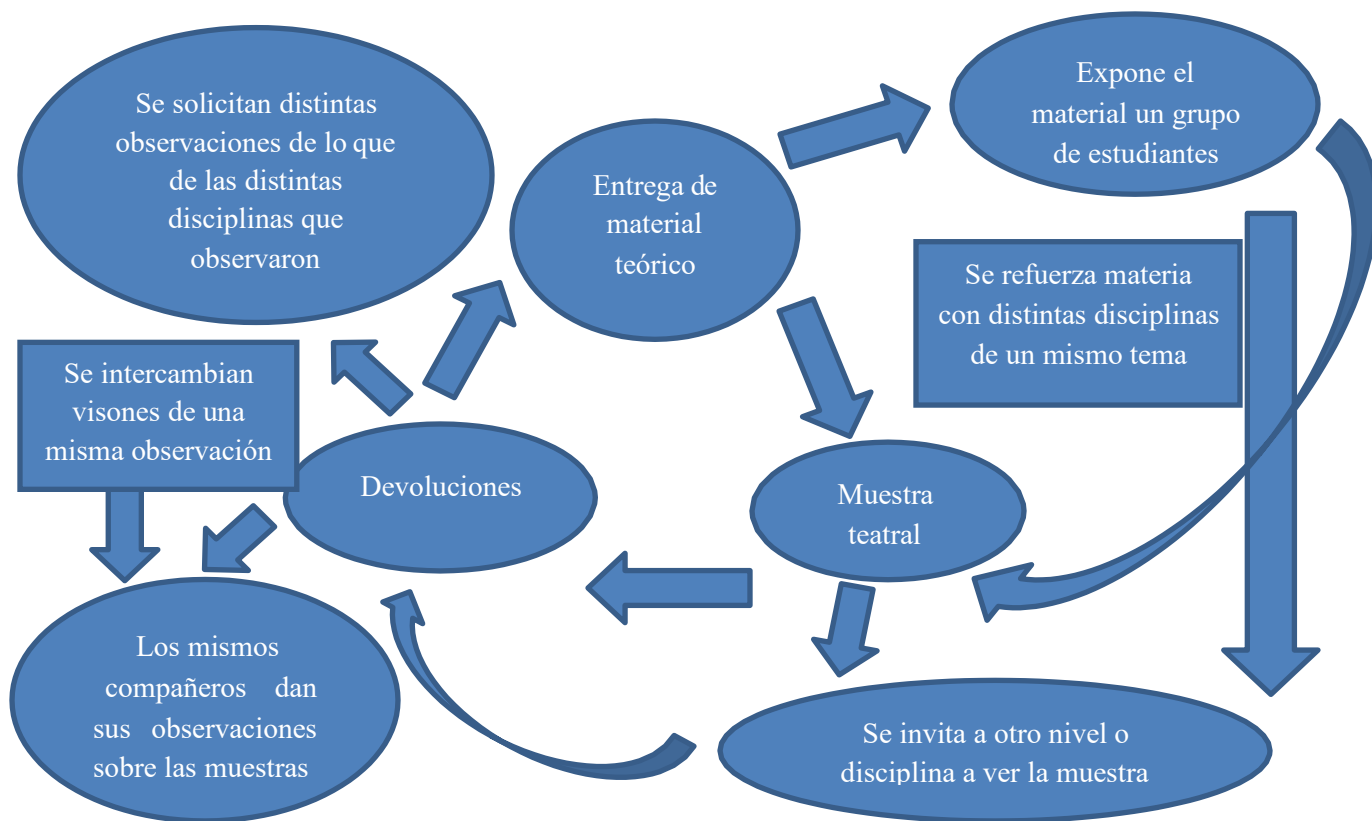 Se solicitan distintas
observaciones de lo que
de las distintas
disciplinas que
observaron
Entrega de
material
teórico
Expone el
material un grupo
de estudiantes
Se refuerza materia
con distintas disciplinas
de un mismo tema
Se intercambian
visones de una
misma observación
Devoluciones
Muestra
teatral
Los mismos
compañeros dan
sus observaciones
sobre las muestras
Se invita a otro nivel o
disciplina a ver la muestra